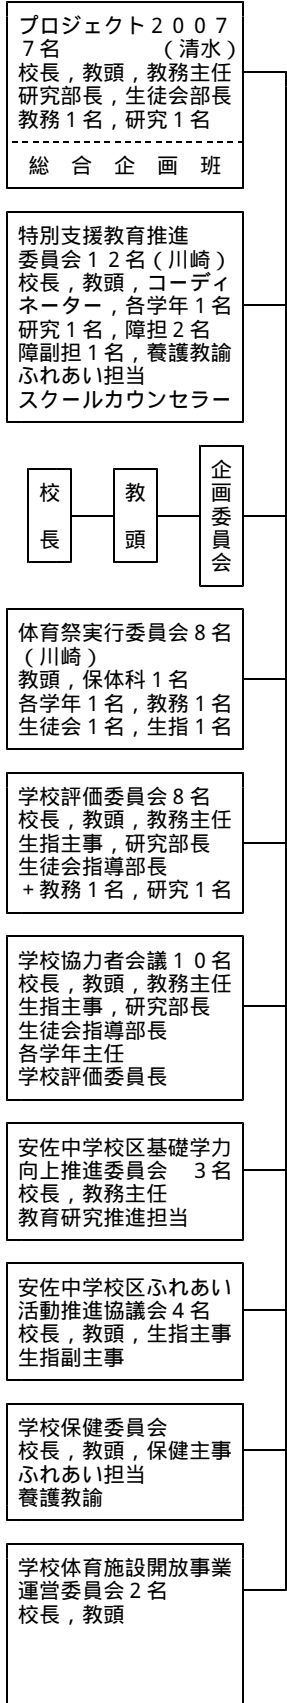 プロジェクト２００７
７名　　　　　（清水）
校長，教頭，教務主任
研究部長，生徒会部長
教務１名，研究１名
総　合　企　画　班
特別支援教育推進
委員会１２名（川崎）
校長，教頭，コーディ
ネーター，各学年１名
研究１名，障担２名
障副担１名，養護教諭
ふれあい担当
スクールカウンセラー
校長
教頭
企画委員会
体育祭実行委員会８名
（川崎）
教頭，保体科１名
各学年１名，教務１名
生徒会１名，生指１名
学校評価委員会８名
校長，教頭，教務主任
生指主事，研究部長
生徒会指導部長
＋教務１名，研究１名
学校協力者会議１０名
校長，教頭，教務主任
生指主事，研究部長
生徒会指導部長
各学年主任
学校評価委員長
安佐中学校区基礎学力
向上推進委員会　３名
校長，教務主任
教育研究推進担当
安佐中学校区ふれあい
活動推進協議会４名
校長，教頭，生指主事
生指副主事
学校保健委員会
校長，教頭，保健主事
ふれあい担当
養護教諭
学校体育施設開放事業
運営委員会２名
校長，教頭